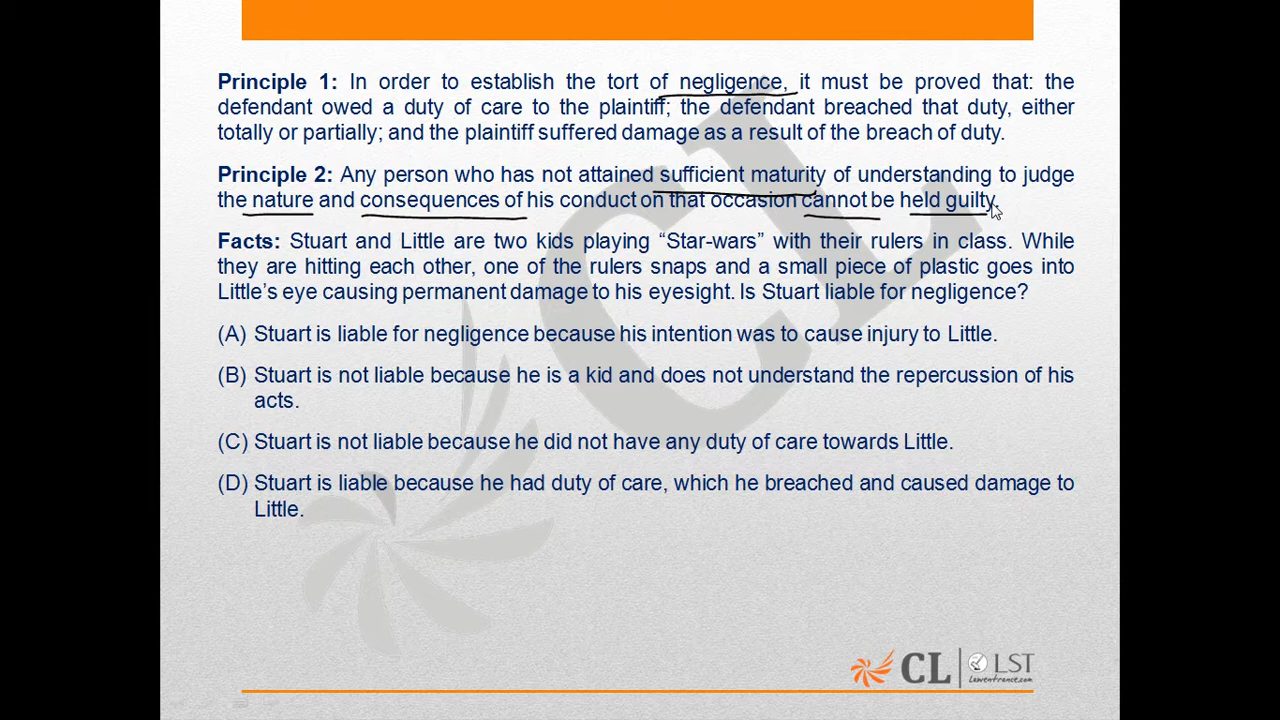 Principle 1: In order to establish the tort of negligence, it must be proved that: the
defendant owed a duty of care to the plaintiff; the defendant breached that duty, either
totally or partially; and the plaintiff suffered damage as a result of the breach of duty.
Principle 2: Any person who has not attained sufficient maturity of understanding to judge
the nature and consequences of his conduct on that occasion cannot be held guilty.
Facts: Stuart and Little are two kids playing “Star-wars” with their rulers in class. While
they are hitting each other, one of the rulers snaps and a small piece of plastic goes into
Little’s eye causing permanent damage to his eyesight. Is Stuart liable for negligence?
(A) Stuart is liable for negligence because his intention was to cause injury to Little.
(B) Stuart is not liable because he is a kid and does not understand the repercussion of his
acts.
(C) Stuart is not liable because he did not have any duty of care towards Little.
(D) Stuart is liable because he had duty of care, which he breached and caused damage to
Little.
CL LST
Lawentrance.com
CL